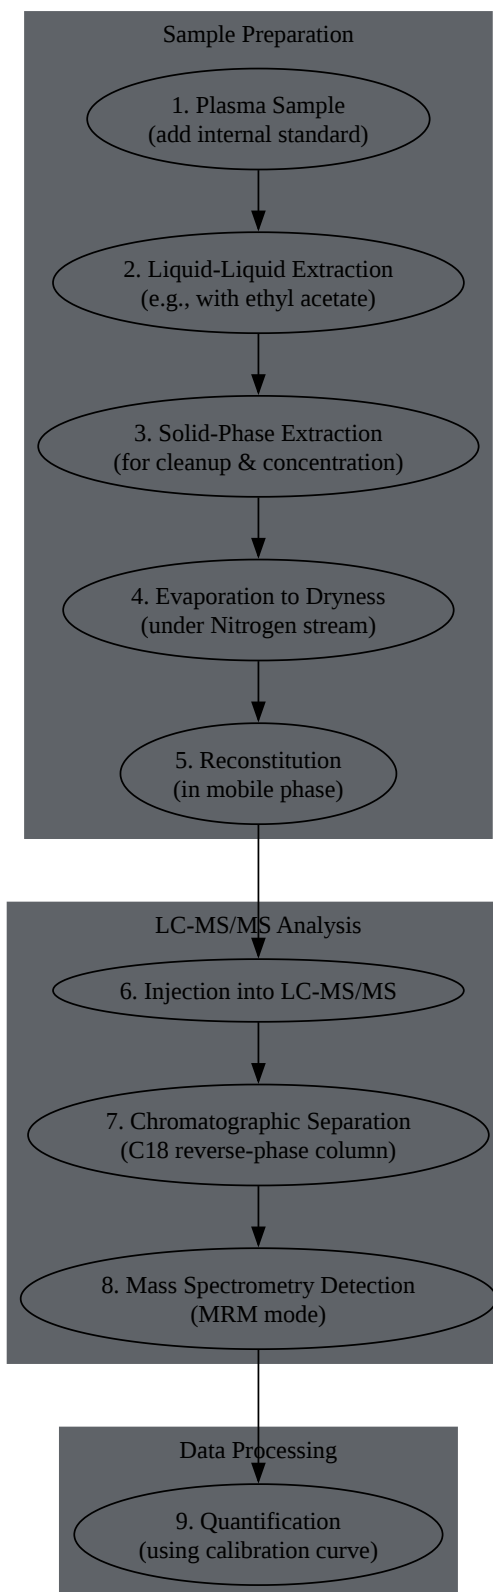 Sample Preparation
1. Plasma Sample
(add internal standard)
2. Liquid-Liquid Extraction
(e.g., with ethyl acetate)
3. Solid-Phase Extraction
(for cleanup & concentration)
4. Evaporation to Dryness
(under Nitrogen stream)
5. Reconstitution
(in mobile phase)
LC-MS/MS Analysis
6. Injection into LC-MS/MS
7. Chromatographic Separation
(C18 reverse-phase column)
8. Mass Spectrometry Detection
(MRM mode)
Data Processing
9. Quantification
(using calibration curve)